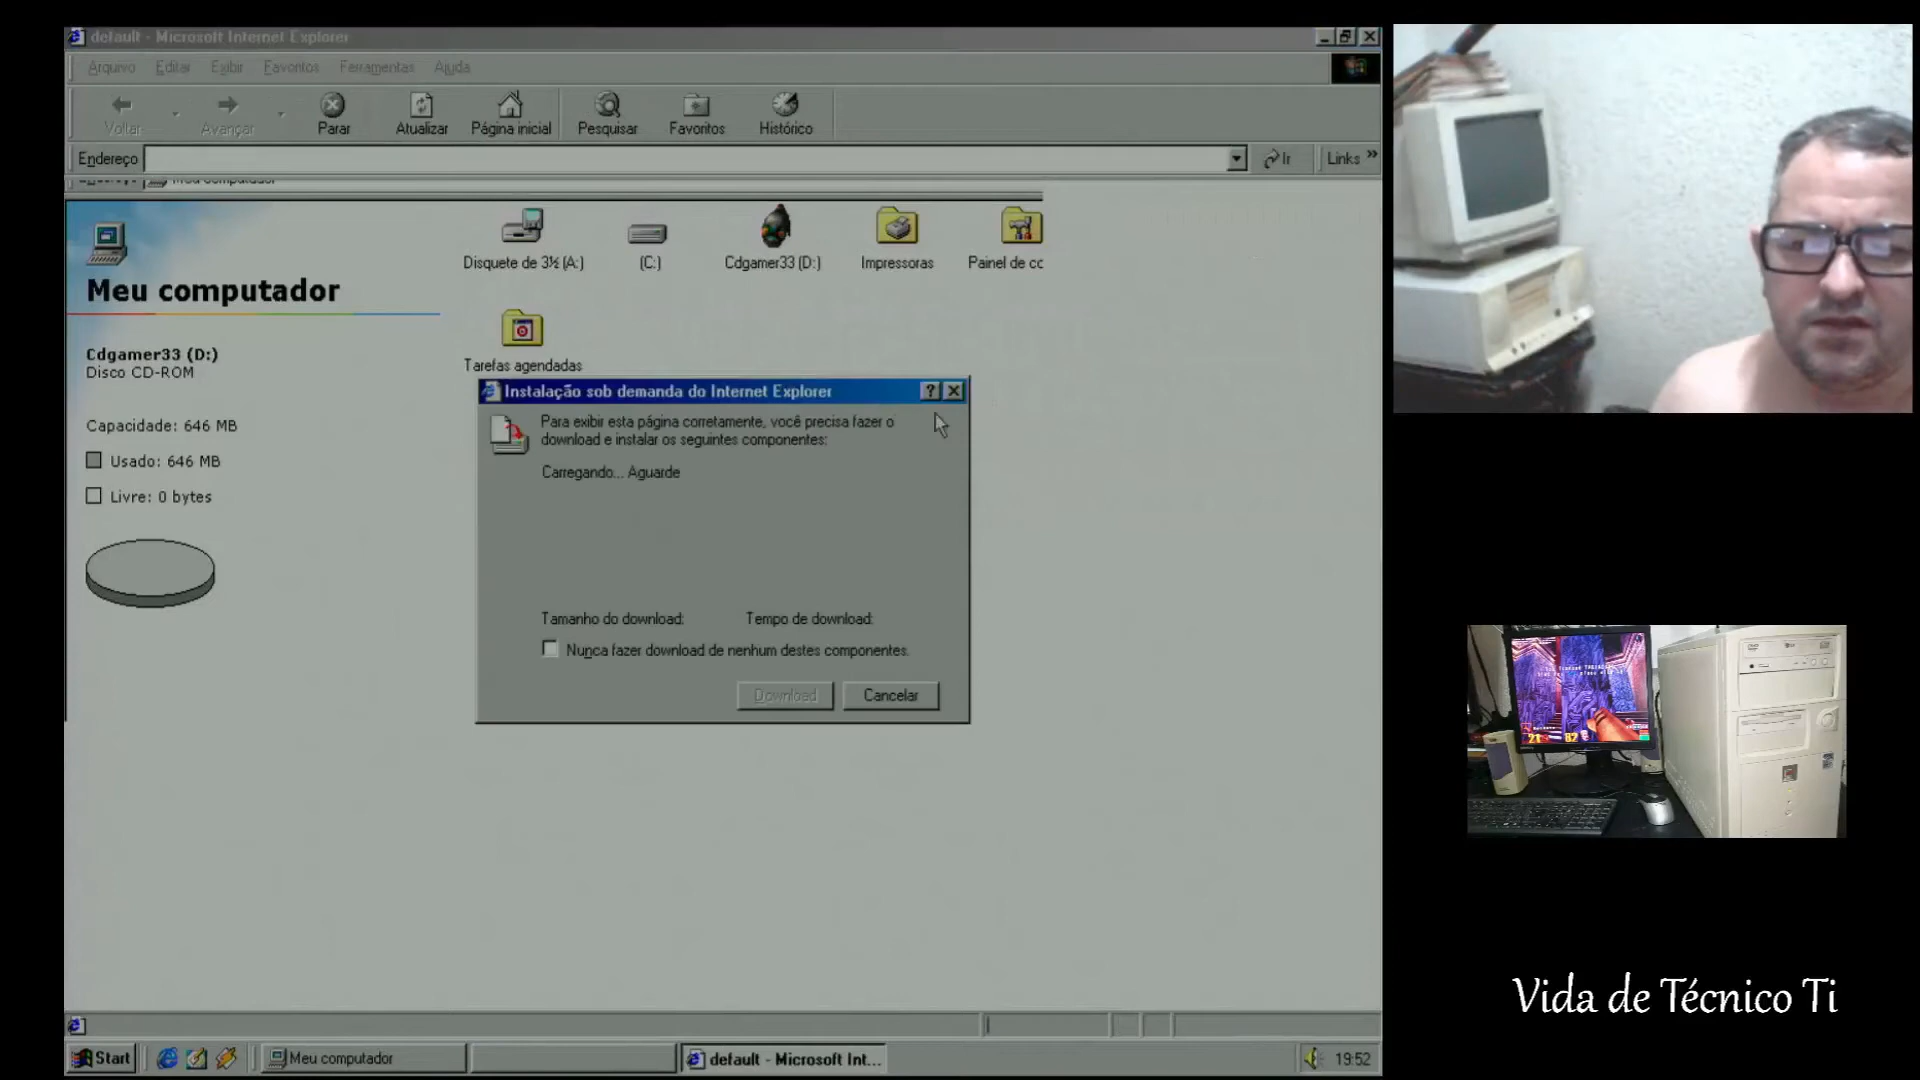 default - Microsoft Internet Explorer
Arquivo Editar Exibir Favoritos Ferramentas Ajuda
Voltar Avançar Parar Atualizar Página inicial Pesquisar Favoritos Histórico
Endereço Ir Links »
Meu computador
Disquete de 3½ (A:) (C:) Cdgamer33 (D:) Impressoras Painel de cc
Meu computador
Cdgamer33 (D:)
Disco CD-ROM
Capacidade: 646 MB
Usado: 646 MB
Livre: 0 bytes
Tarefas agendadas
Instalação sob demanda do Internet Explorer
Para exibir esta página corretamente, você precisa fazer o
download e instalar os seguintes componentes:
Carregando... Aguarde
Tamanho do download: Tempo de download:
Nunca fazer download de nenhum destes componentes.
Download Cancelar
Start Meu computador default - Microsoft Int... 19:52
Vida de Técnico Ti